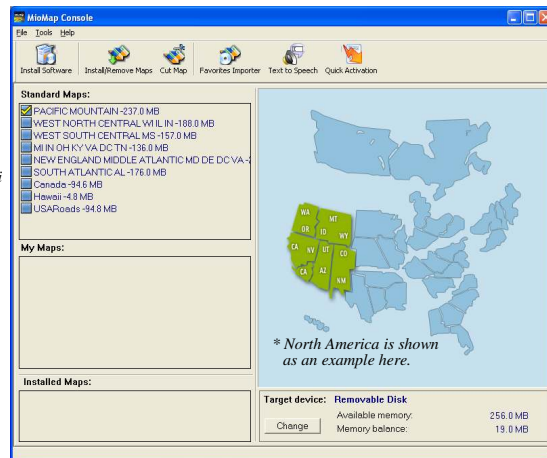 MioMap Console
File Tools Help
Install Software Install/Remove Maps Cut Map Favorites Importer Text to Speech Quick Activation
Standard Maps:
PACIFIC MOUNTAIN -237.0 MB
WEST NORTH CENTRAL WI IL IN -188.0 MB
WEST SOUTH CENTRAL MS -157.0 MB
MI IN OH KY VA DC TN -136.0 MB
NEW ENGLAND MIDDLE ATLANTIC MD DE DC VA -2
SOUTH ATLANTIC AL -176.0 MB
Canada -94.6 MB
Hawaii -4.8 MB
USARoads -94.8 MB
My Maps:
Installed Maps:
WA
MT
OR ID
WY
CA NV UT CO
CA AZ
NM
* North America is shown
as an example here.
Target device: Removable Disk
Available memory: 256.0 MB
Change
Memory balance: 19.0 MB